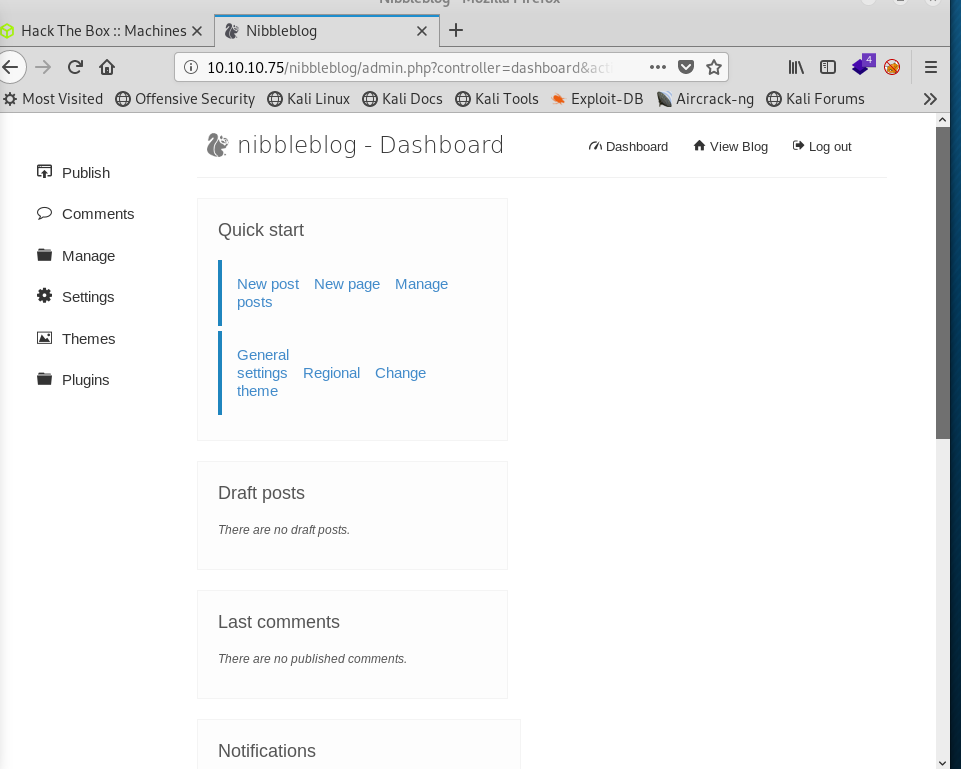 Nibbleblog - Mozilla Firefox
Hack The Box :: Machines
Nibbleblog
10.10.10.75/nibbleblog/admin.php?controller=dashboard&act
4
Most Visited Offensive Security Kali Linux Kali Docs Kali Tools Exploit-DB Aircrack-ng Kali Forums
nibbleblog - Dashboard
Dashboard View Blog Log out
Publish
Comments
Manage
Settings
Themes
Plugins
Quick start
New post New page Manage
posts
General
settings Regional Change
theme
Draft posts
There are no draft posts.
Last comments
There are no published comments.
Notifications